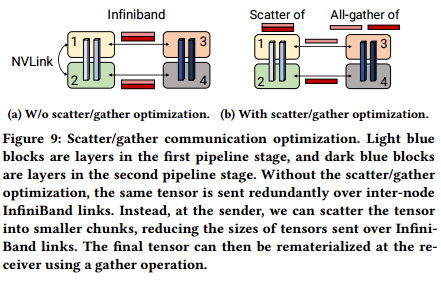 Infiniband
Scatter of
All-gather of
1
3
NVLink
2
4
1
3
2
4
(a) W/o scatter/gather optimization. (b) With scatter/gather optimization.
Figure 9: Scatter/gather communication optimization. Light blue
blocks are layers in the first pipeline stage, and dark blue blocks
are layers in the second pipeline stage. Without the scatter/gather
optimization, the same tensor is sent redundantly over inter-node
InfiniBand links. Instead, at the sender, we can scatter the tensor
into smaller chunks, reducing the sizes of tensors sent over Infini-
Band links. The final tensor can then be rematerialized at the re-
ceiver using a gather operation.